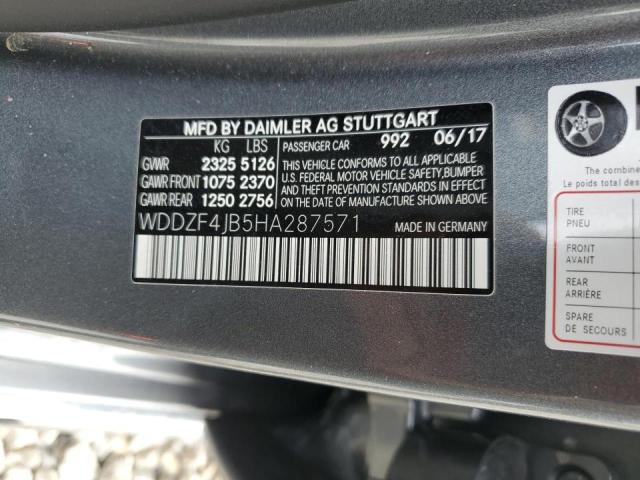 MFD BY DAIMLER AG STUTTGART
KG LBS PASSENGER CAR 992 06/17
GVWR 2325 5126
GAWR FRONT 1075 2370
GAWR REAR 1250 2756
THIS VEHICLE CONFORMS TO ALL APPLICABLE
U.S. FEDERAL MOTOR VEHICLE SAFETY, BUMPER,
AND THEFT PREVENTION STANDARDS IN EFFECT
ON THE DATE OF MANUFACTURE SHOWN ABOVE.
WDDZF4JB5HA287571 MADE IN GERMANY
The combine
Le poids total des
TIRE
PNEU
FRONT
AVANT
REAR
ARRIÈRE
SPARE
DE SECOURS